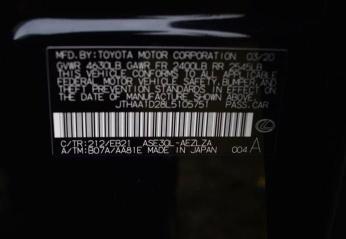 MFD. BY: TOYOTA MOTOR CORPORATION 03/20
GVWR 4630LB GAWR FR 2400LB RR 2545LB
THIS VEHICLE CONFORMS TO ALL APPLICABLE
FEDERAL MOTOR VEHICLE SAFETY, BUMPER,
AND THEFT PREVENTION STANDARDS IN EFFECT ON
THE DATE OF MANUFACTURE SHOWN ABOVE.
JTHAA1D28L5105751 PASS.CAR
C/TR:212/EB21 ASE30L-AEZLZA
A/TM:B07A/AA81E MADE IN JAPAN 004 A